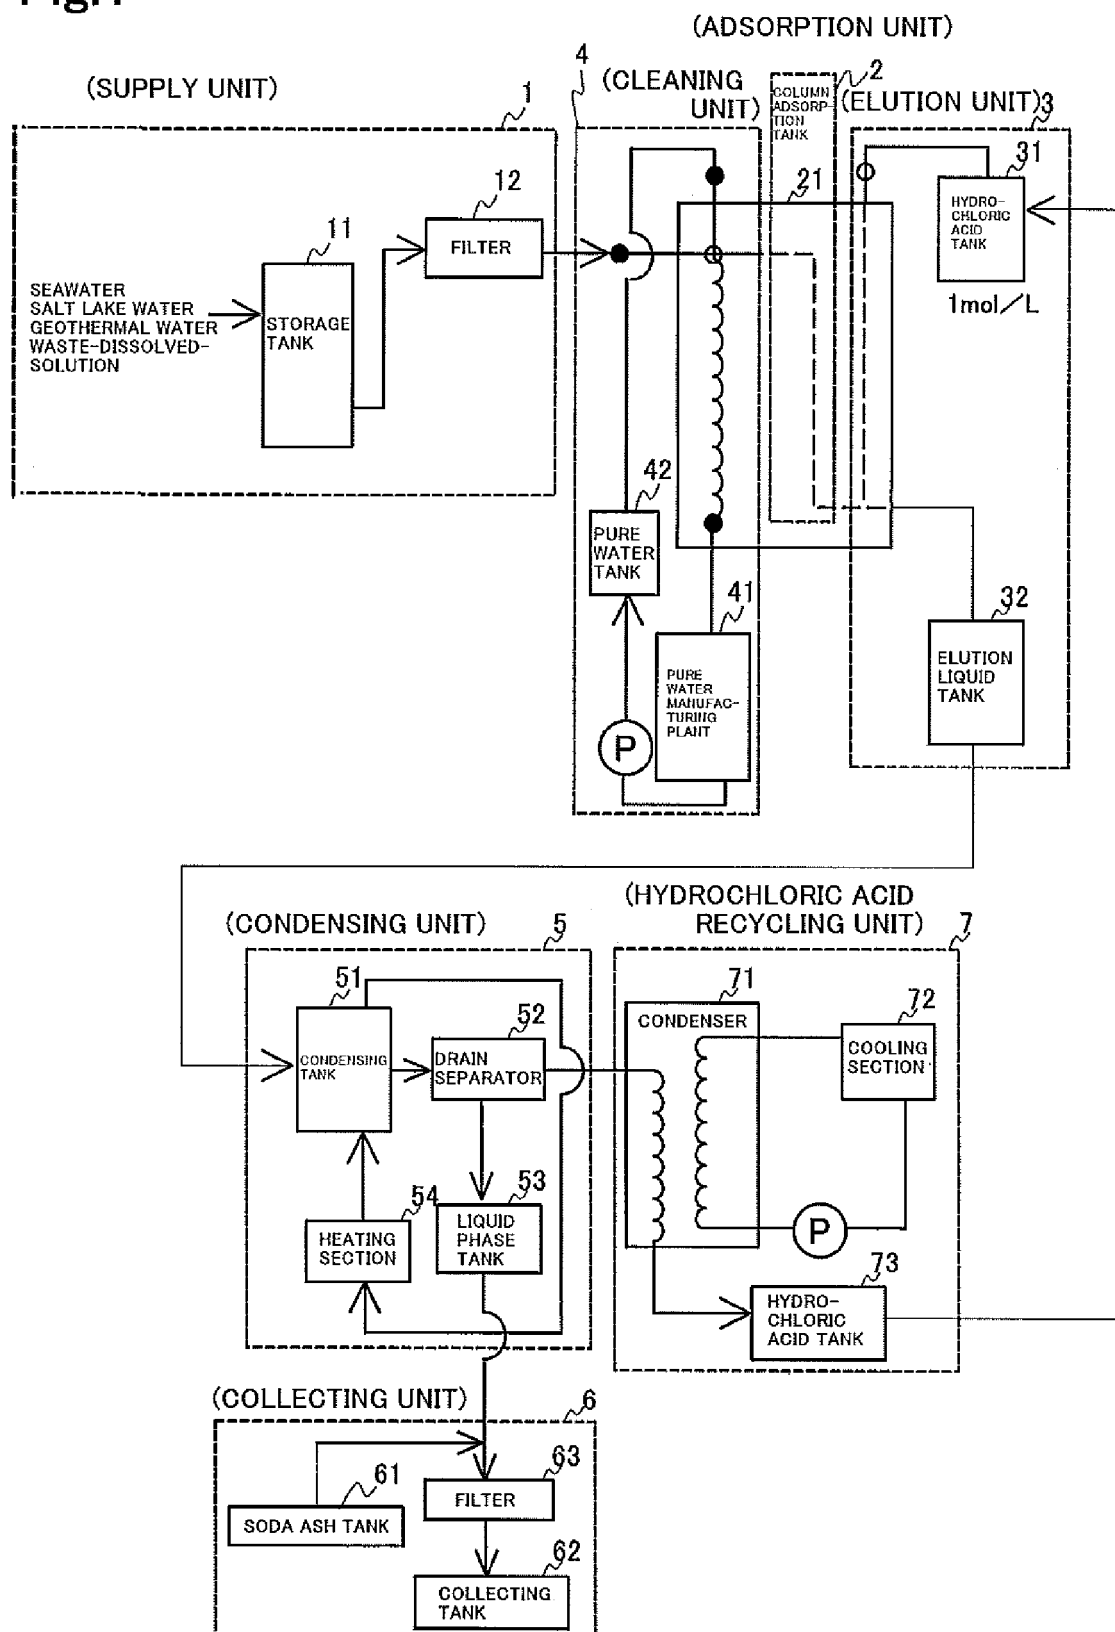 Fig.1
(ADSORPTION UNIT)
(SUPPLY UNIT)
4
(CLEANING
UNIT)
2
COLUMN
ADSORP-
TION
TANK
(ELUTION UNIT)
3
1
12
FILTER
11
STORAGE
TANK
SEAWATER
SALT LAKE WATER
GEOTHERMAL WATER
WASTE-DISSOLVED-
SOLUTION
21
31
HYDRO-
CHLORIC
ACID
TANK
1mol/L
42
PURE
WATER
TANK
41
PURE
WATER
MANUFAC-
TURING
PLANT
P
32
ELUTION
LIQUID
TANK
(CONDENSING UNIT)
5
(HYDROCHLORIC ACID
RECYCLING UNIT)
7
51
CONDENSING
TANK
52
DRAIN
SEPARATOR
53
LIQUID
PHASE
TANK
54
HEATING
SECTION
71
CONDENSER
72
COOLING
SECTION
P
73
HYDRO-
CHLORIC
ACID TANK
(COLLECTING UNIT)
6
61
SODA ASH TANK
63
FILTER
62
COLLECTING
TANK